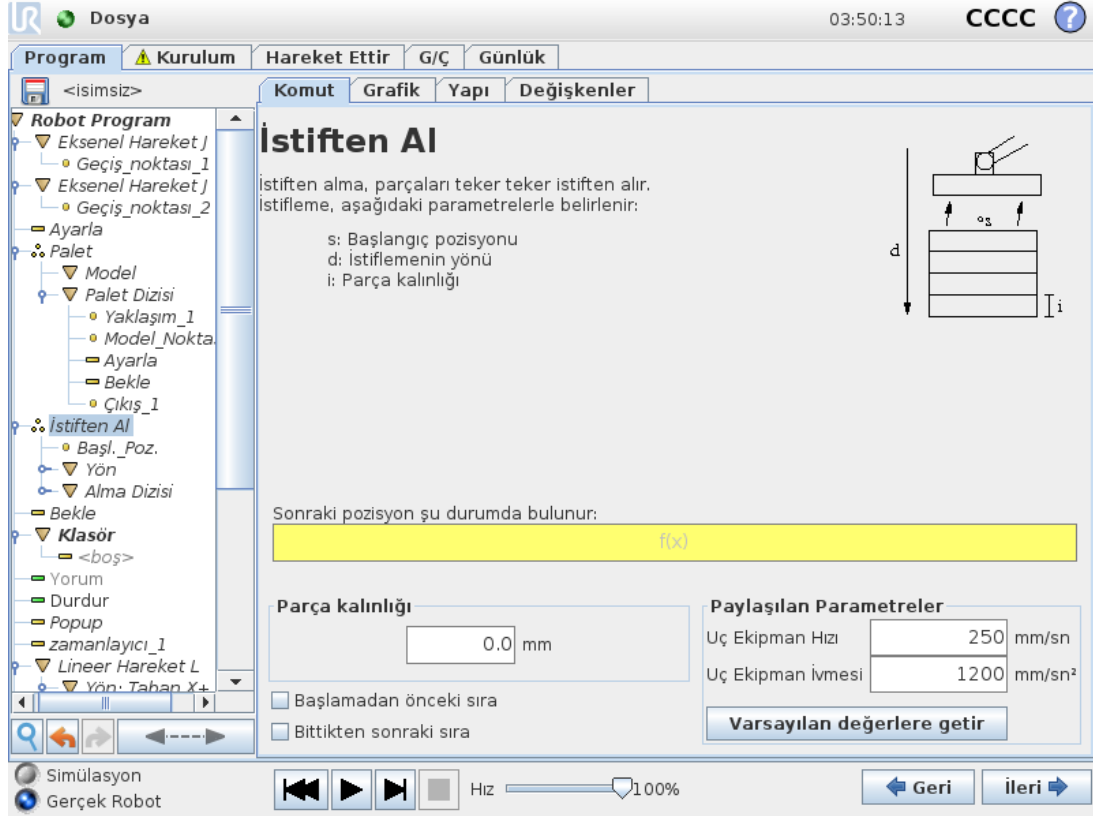 UR Dosya 03:50:13 CCCC ?
Program Kurulum Hareket Ettir G/Ç Günlük
<isimsiz>
Komut Grafik Yapı Değişkenler
Robot Program
Eksenel Hareket J
Geçiş_noktası_1
Eksenel Hareket J
Geçiş_noktası_2
Ayarla
Palet
Model
Palet Dizisi
Yaklaşım_1
Model_Nokta
Ayarla
Bekle
Çıkış_1
İstiften Al
Başl._Poz.
Yön
Alma Dizisi
Bekle
Klasör
<boş>
Yorum
Durdur
Popup
zamanlayıcı_1
Lineer Hareket L
Yön: Taban X+
İstiften Al
İstiften alma, parçaları teker teker istiften alır.
İstifleme, aşağıdaki parametrelerle belirlenir:
s: Başlangıç pozisyonu
d: İstiflemenin yönü
i: Parça kalınlığı
s
d
i
Sonraki pozisyon şu durumda bulunur:
f(x)
Parça kalınlığı
0.0 mm
Başlamadan önceki sıra
Bittikten sonraki sıra
Paylaşılan Parametreler
Uç Ekipman Hızı 250 mm/sn
Uç Ekipman İvmesi 1200 mm/sn²
Varsayılan değerlere getir
Simülasyon
Gerçek Robot
Hız 100%
Geri İleri